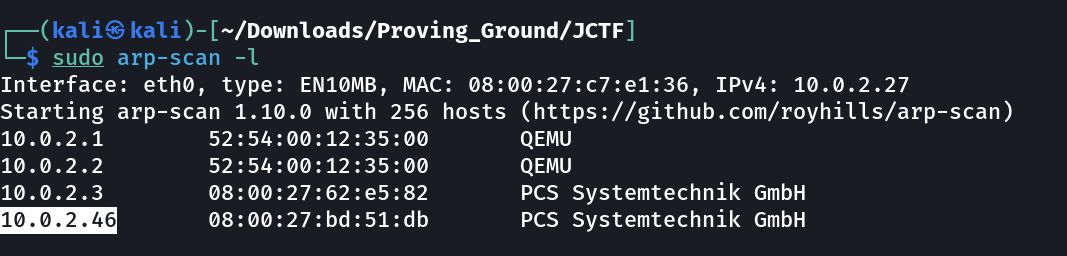 ┌──(kali㉿kali)-[~/Downloads/Proving_Ground/JCTF]
└─$ sudo arp-scan -l
Interface: eth0, type: EN10MB, MAC: 08:00:27:c7:e1:36, IPv4: 10.0.2.27
Starting arp-scan 1.10.0 with 256 hosts (https://github.com/royhills/arp-scan)
10.0.2.1        52:54:00:12:35:00       QEMU
10.0.2.2        52:54:00:12:35:00       QEMU
10.0.2.3        08:00:27:62:e5:82       PCS Systemtechnik GmbH
10.0.2.46       08:00:27:bd:51:db       PCS Systemtechnik GmbH